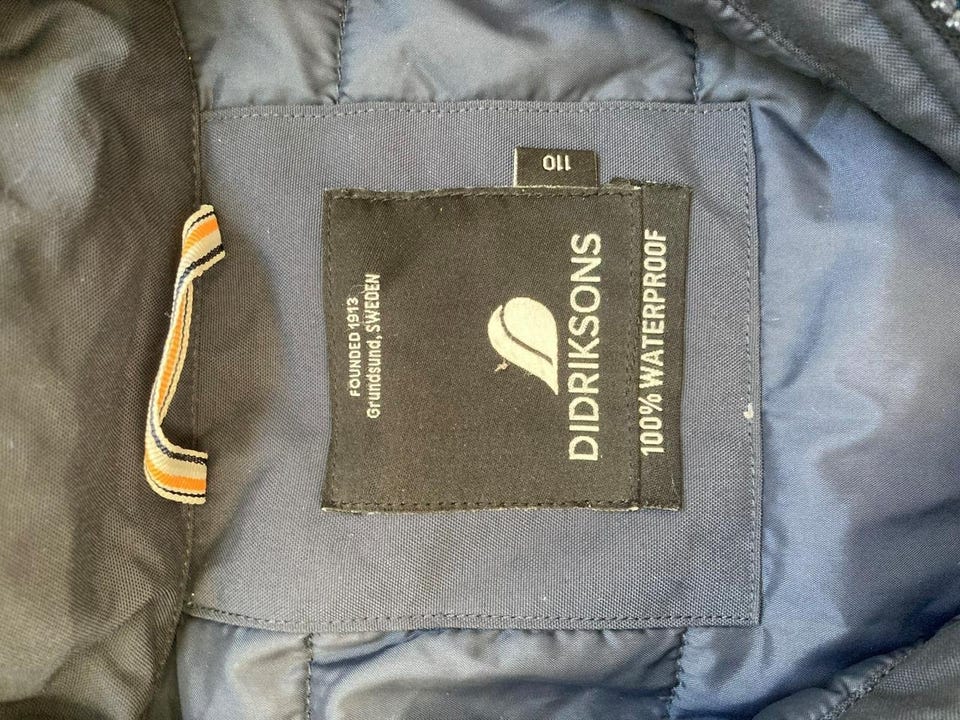 FOUNDED 1913
Grundsund, SWEDEN
DIDRIKSONS
100% WATERPROOF
110